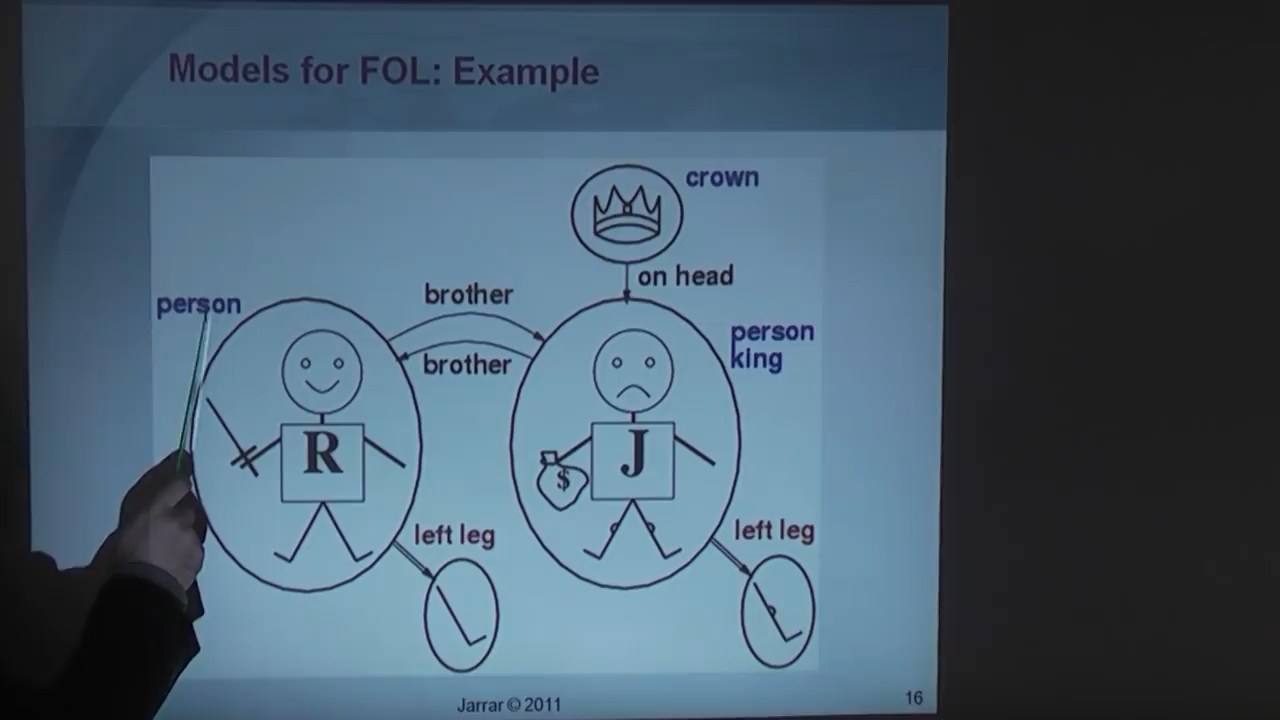 Models for FOL: Example
crown
on head
person
brother
person
king
brother
R
J
$
left leg
left leg
Jarrar © 2011
16